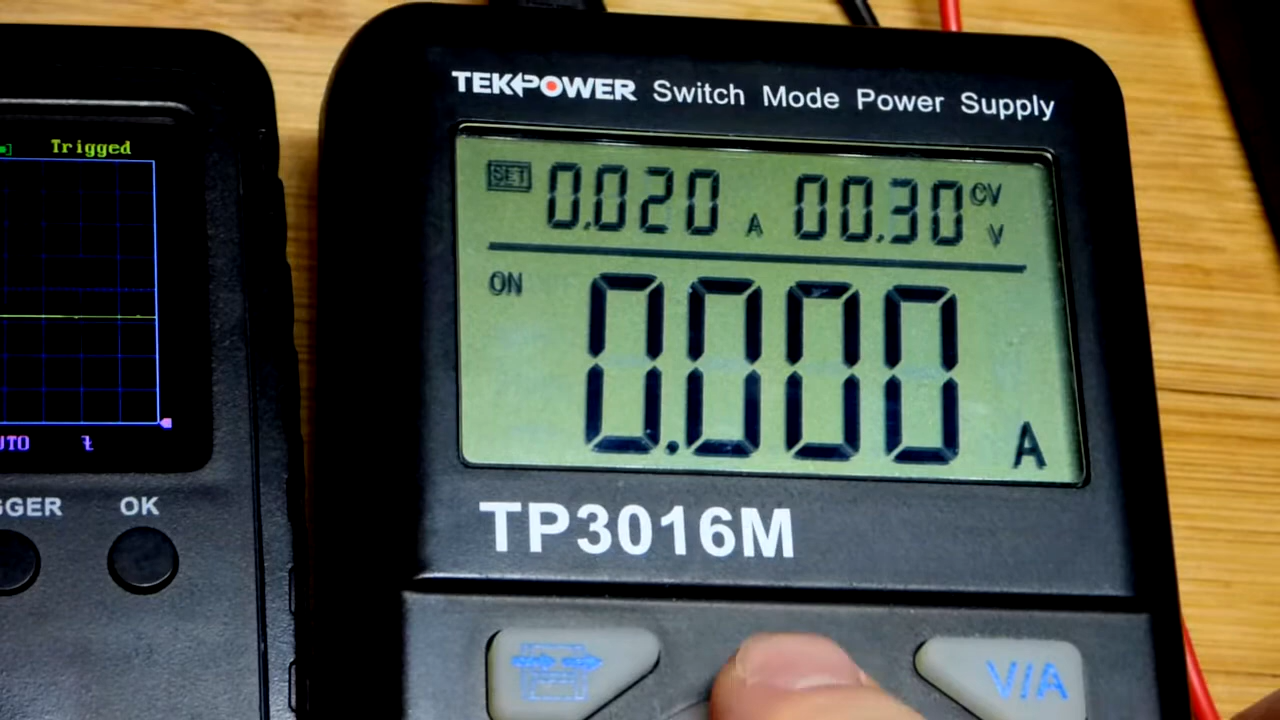 TEKPOWER Switch Mode Power Supply
Trigged
SET 0.020 A 00.30 CV V
ON 0.000 A
UTO
TP3016M
GGER OK
V/A